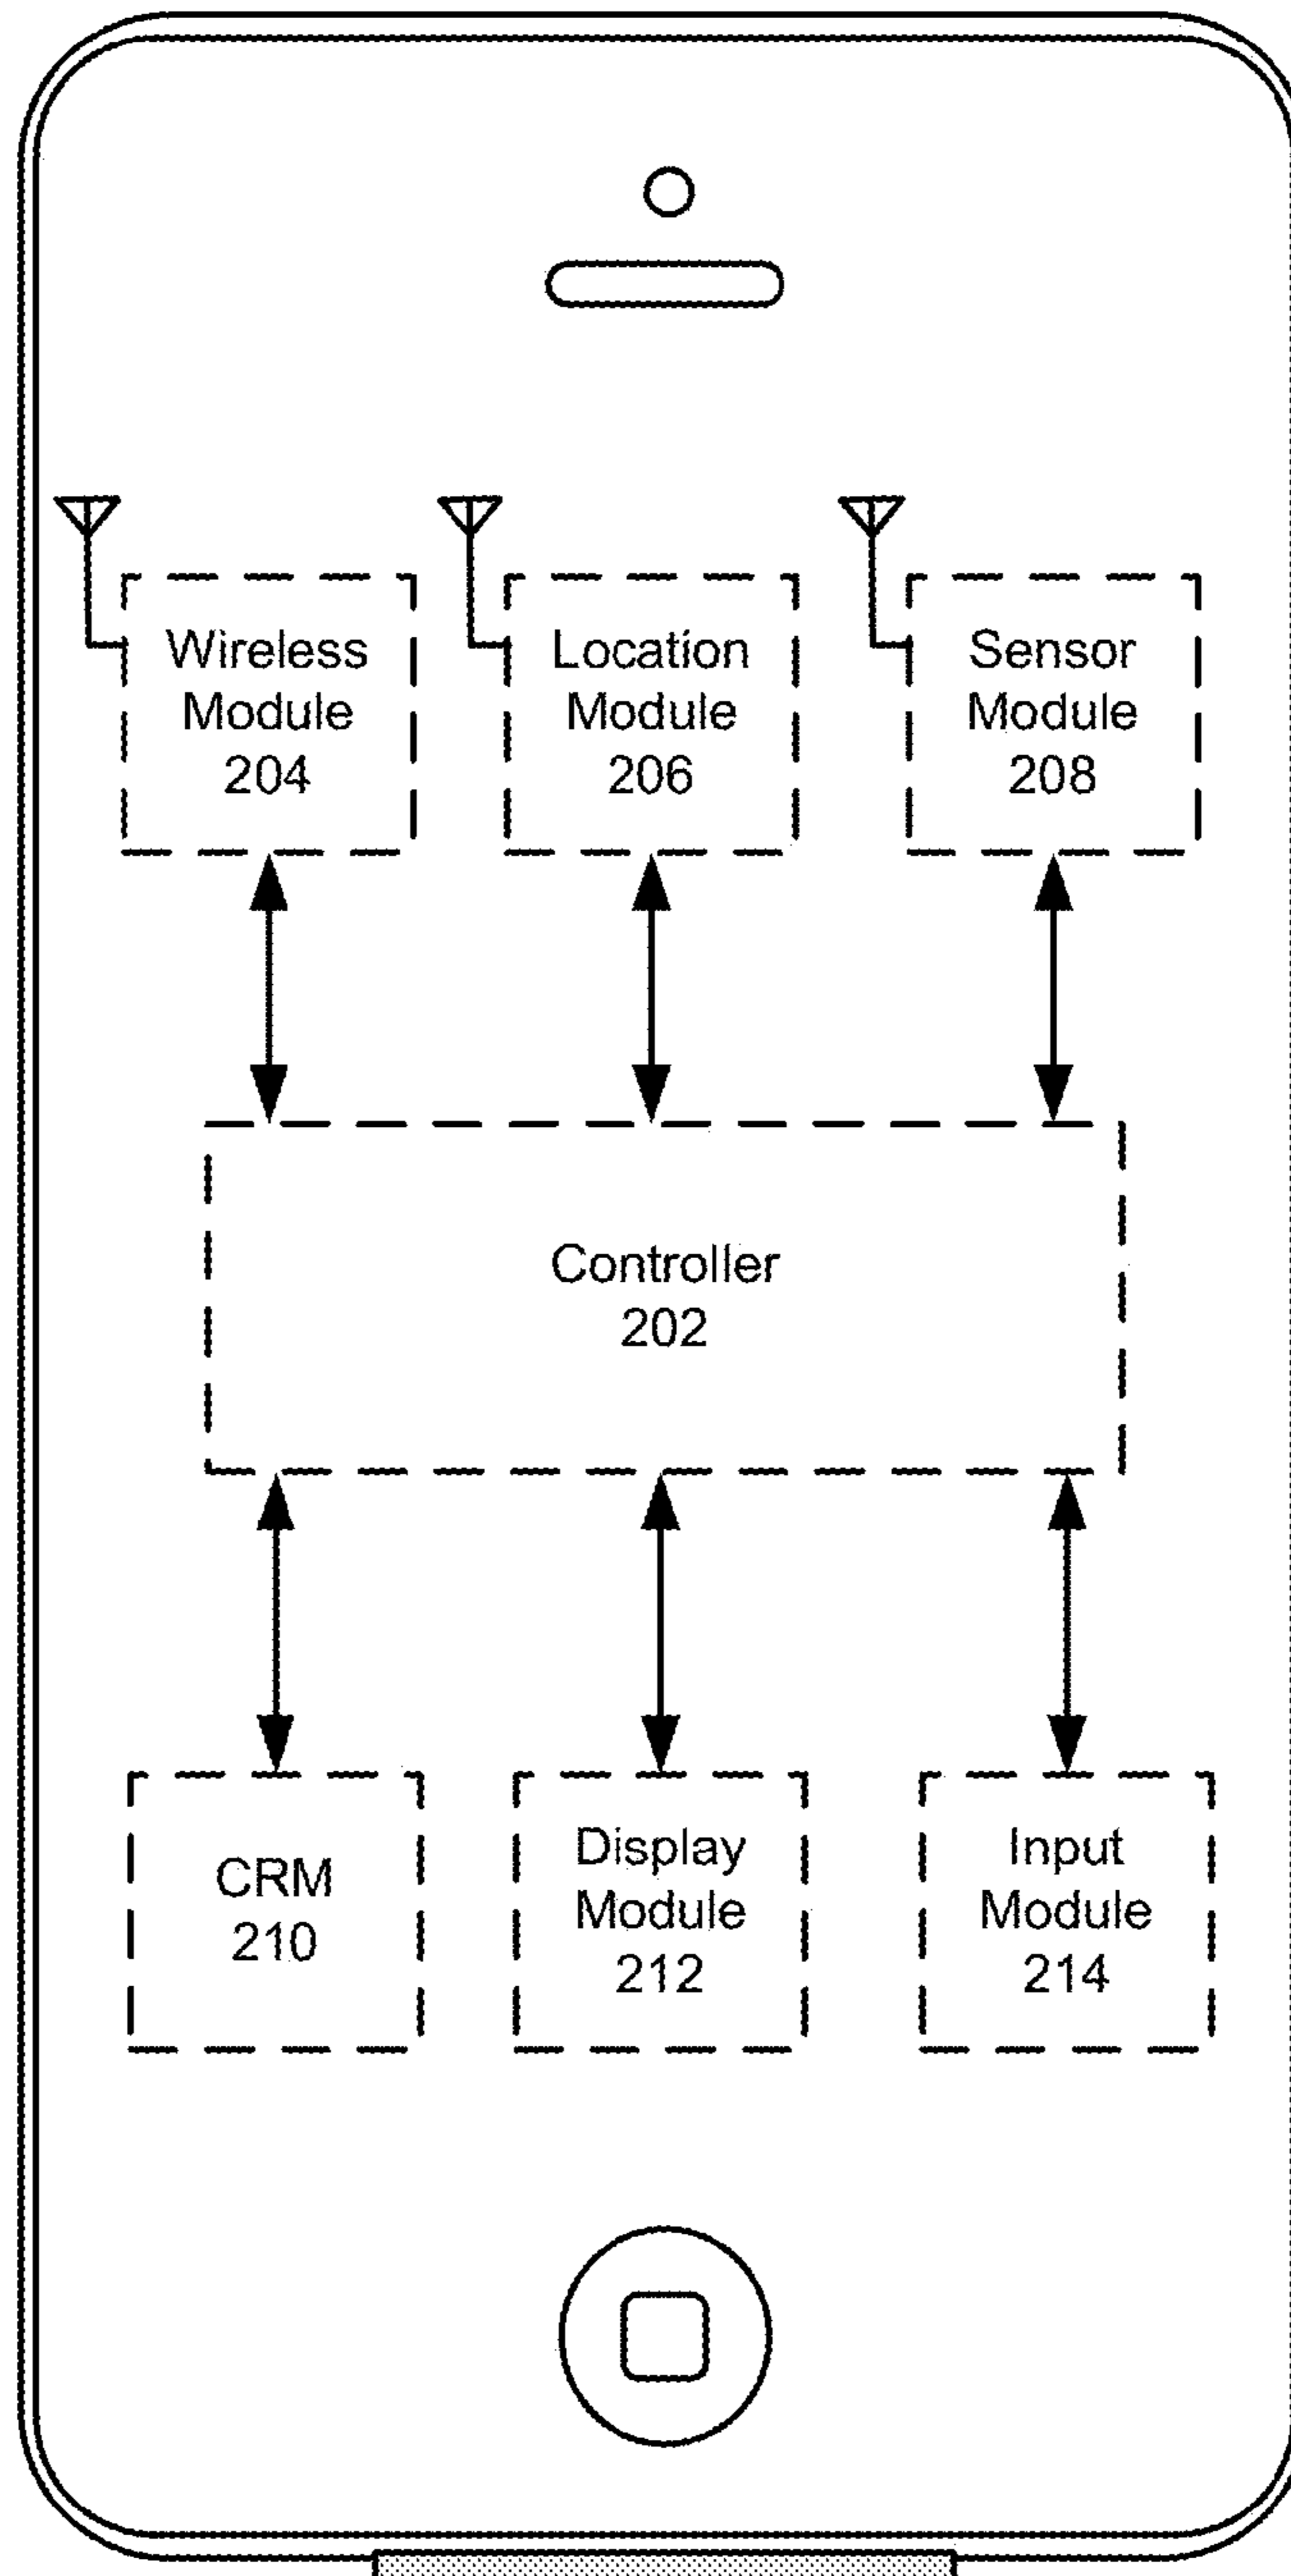 Wireless
Module
204
Location
Module
206
Sensor
Module
208
Controller
202
CRM
210
Display
Module
212
Input
Module
214